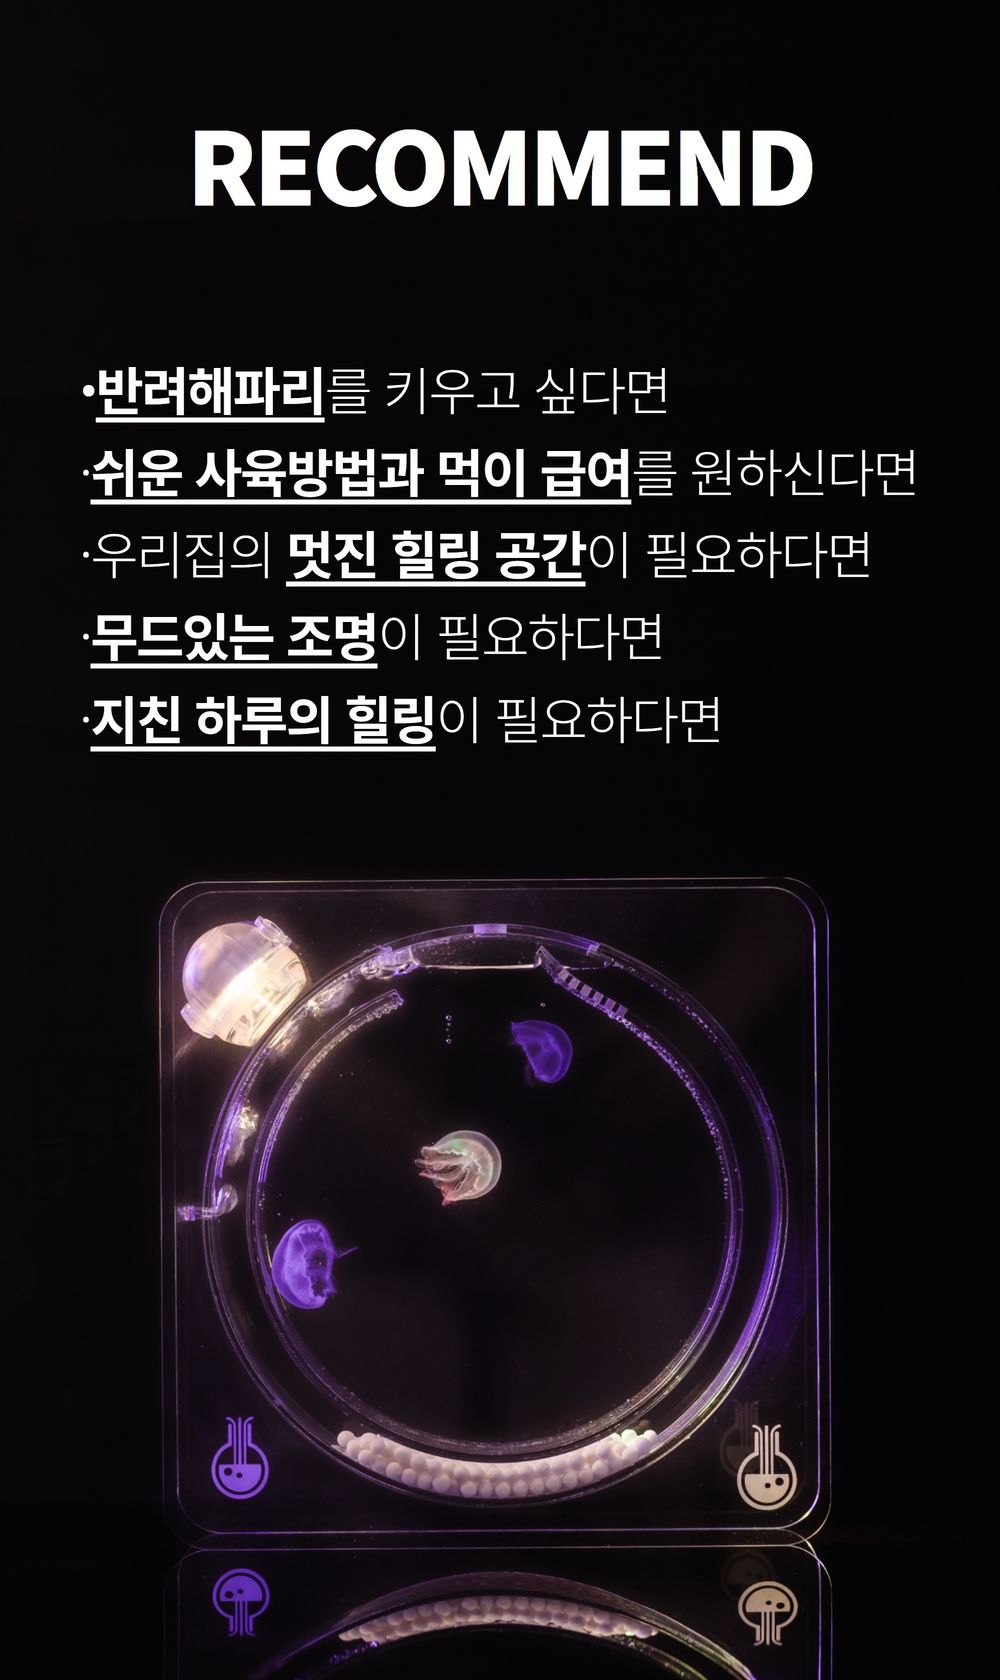 RECOMMEND
•반려해파리를 키우고 싶다면
·쉬운 사육방법과 먹이 급여를 원하신다면
·우리집의 멋진 힐링 공간이 필요하다면
·무드있는 조명이 필요하다면
·지친 하루의 힐링이 필요하다면